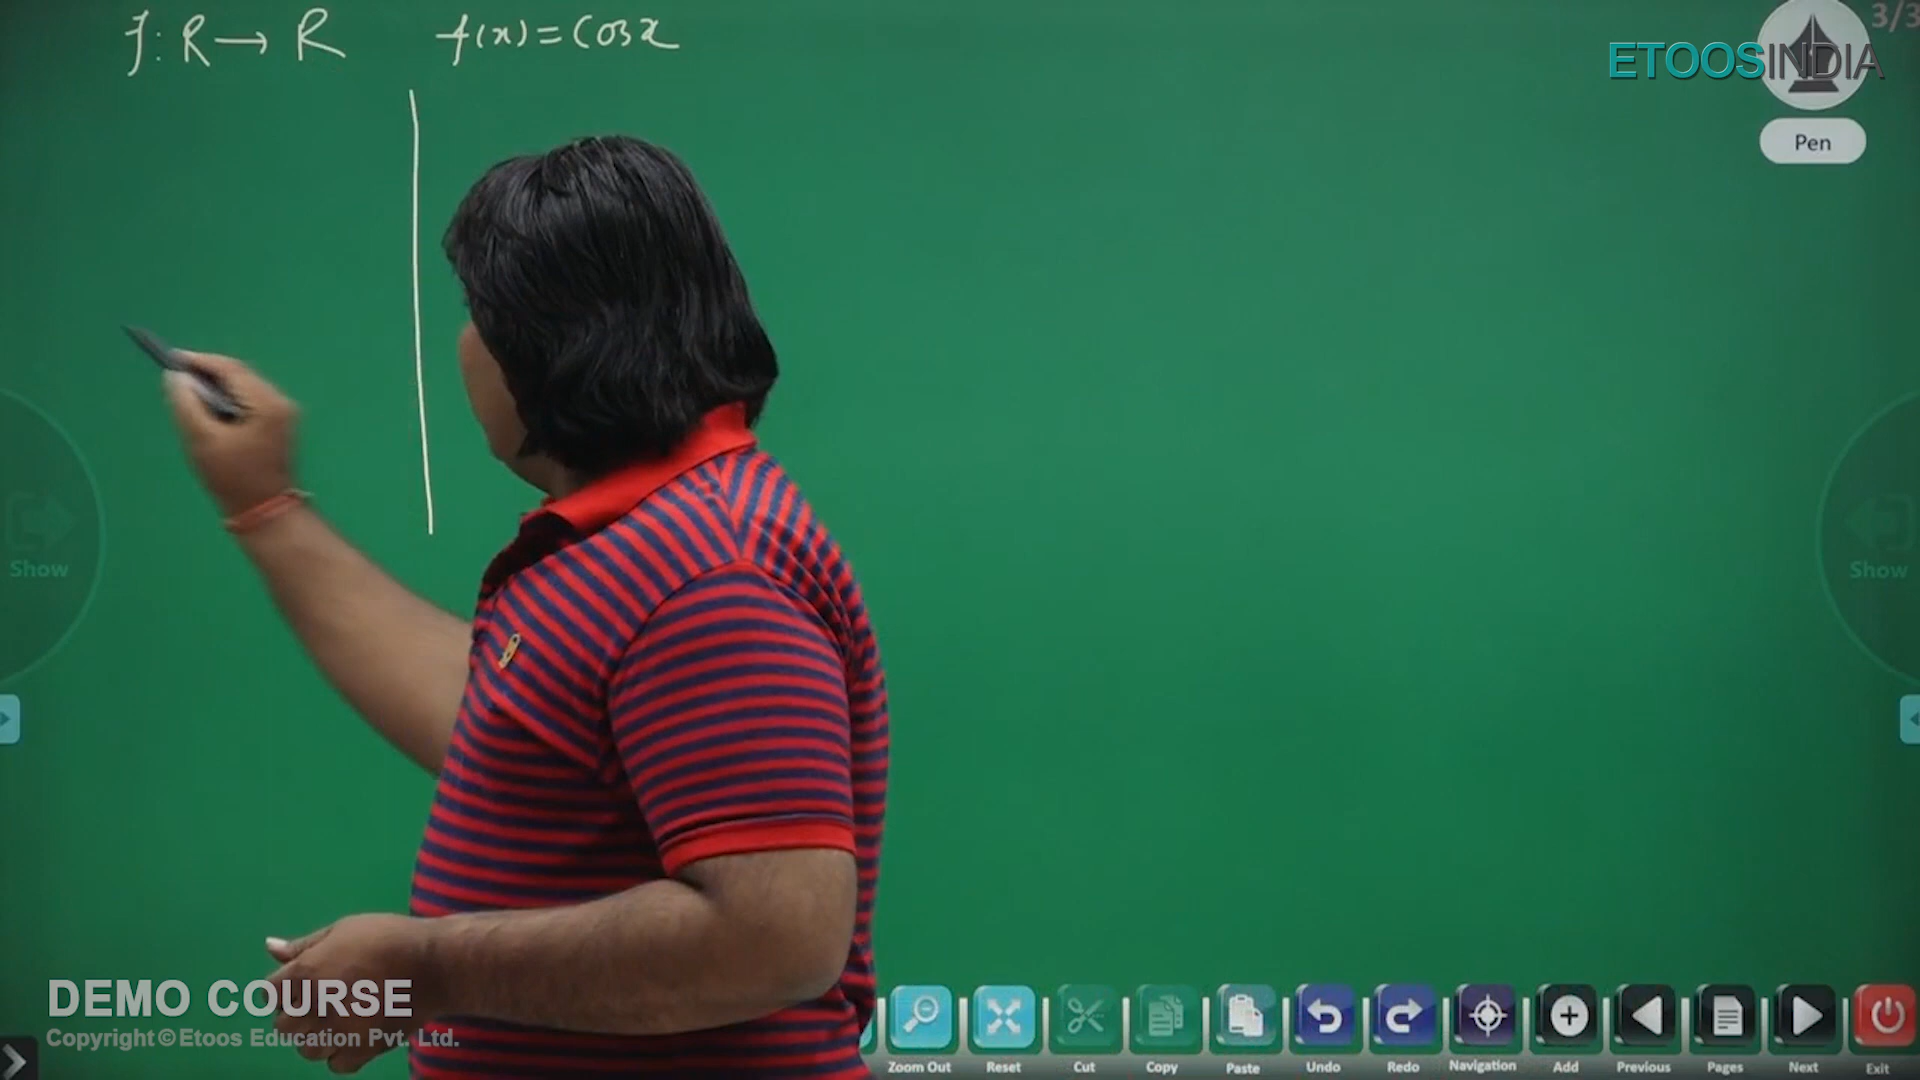 f: R → R f(x) = Cos x
3/3
ETOOSINDIA
Pen
Show
Show
DEMO COURSE
Copyright © Etoos Education Pvt. Ltd.
Zoom Out Reset Cut Copy Paste Undo Redo Navigation Add Previous Pages Next Exit